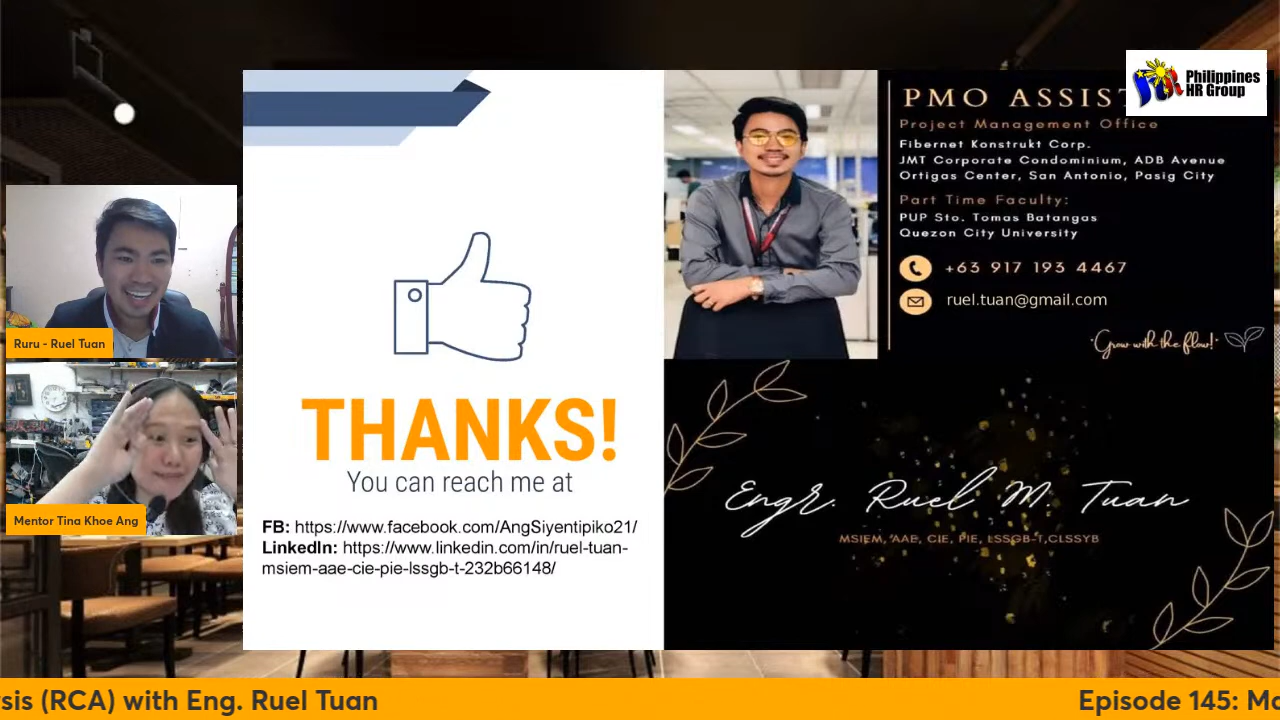 Philippines
HR Group
PMO ASSIST
Project Management Office
Fibernet Konstrukt Corp.
JMT Corporate Condominium, ADB Avenue
Ortigas Center, San Antonio, Pasig City
Part Time Faculty:
PUP Sto. Tomas Batangas
Quezon City University
+63 917 193 4467
ruel.tuan@gmail.com
"Grow with the flow!"
Ruru - Ruel Tuan
Mentor Tina Khoe Ang
THANKS!
You can reach me at
FB: https://www.facebook.com/AngSiyentipiko21/
LinkedIn: https://www.linkedin.com/in/ruel-tuan-
msiem-aae-cie-pie-lssgb-t-232b66148/
Engr. Ruel M. Tuan
MSIEM, AAE, CIE, PIE, LSSGB-T,CLSSYB
sis (RCA) with Eng. Ruel Tuan
Episode 145: Ma